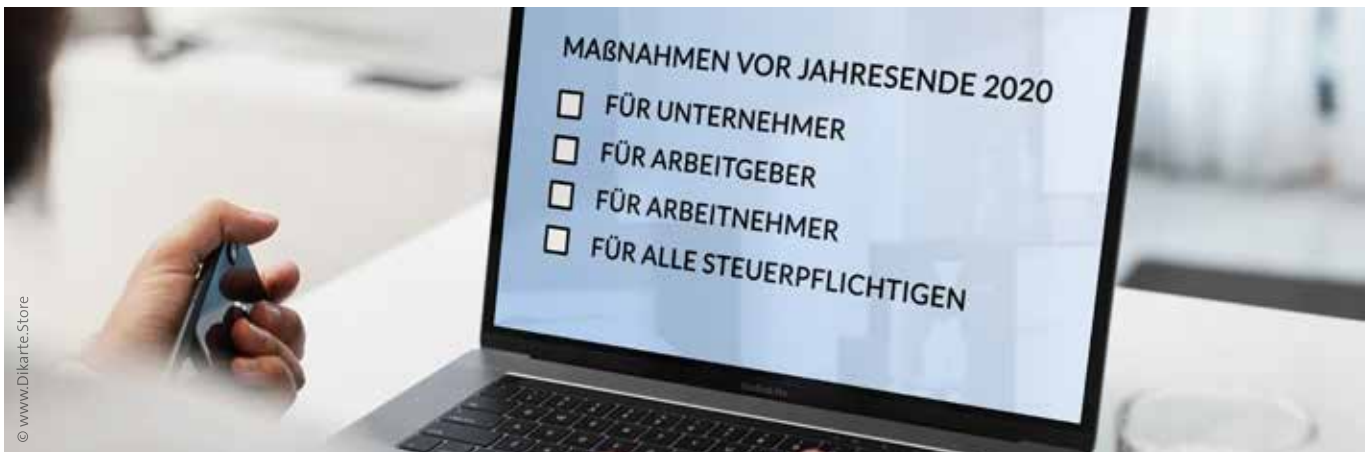 MAßNAHMEN VOR JAHRESENDE 2020
FÜR UNTERNEHMER
FÜR ARBEITGEBER
FÜR ARBEITNEHMER
FÜR ALLE STEUERPFLICHTIGEN
© www.Dikarte.Store